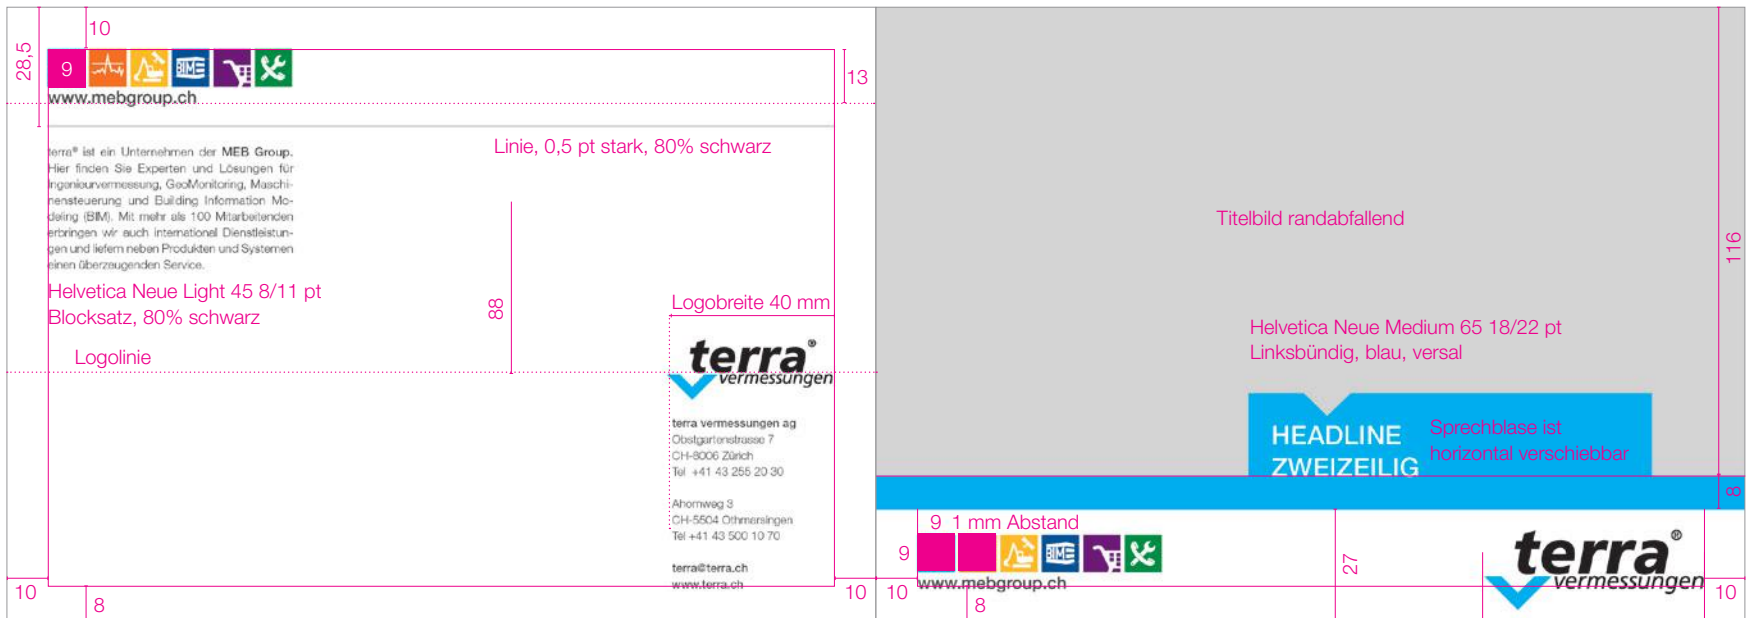 10
28,5
9
BIM
www.mebgroup.ch
13
Linie, 0,5 pt stark, 80% schwarz
terra® ist ein Unternehmen der MEB Group.
Hier finden Sie Experten und Lösungen für
Ingenieurvermessung, GeoMonitoring, Maschi-
nensteuerung und Building Information Mo-
deling (BIM). Mit mehr als 100 Mitarbeitenden
erbringen wir auch international Dienstleistun-
gen und liefern neben Produkten und Systemen
einen überzeugenden Service.
Helvetica Neue Light 45 8/11 pt
Blocksatz, 80% schwarz
88
Logobreite 40 mm
Logolinie
terra®
vermessungen
terra vermessungen ag
Obstgartenstrasse 7
CH-8006 Zürich
Tel +41 43 255 20 30
Ahornweg 3
CH-5504 Othmarsingen
Tel +41 43 500 10 70
terra@terra.ch
www.terra.ch
10
8
10
Titelbild randabfallend
116
Helvetica Neue Medium 65 18/22 pt
Linksbündig, blau, versal
HEADLINE
ZWEIZEILIG
Sprechblase ist
horizontal verschiebbar
8
9 1 mm Abstand
9
BIM
www.mebgroup.ch
27
terra®
vermessungen
10
8
10